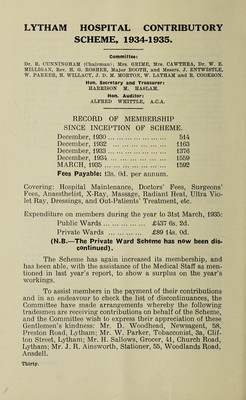 LYTHAM HOSPITAL CONTRIBUTORY
SCHEME, 1934-1935.
Committee:
Dr. R. CUNNINGHAM (Chairman); Mrs. GRIME, Mrs. CAWTHRA, Dr. W. E.
MILLIGAN, Rev. H. G. ROSHIR, Major BOOTH, and Messrs. J. ENTWISTLE,
W. PARKER, H. WILLACY, J. D. M. MORTON, W. LATHAM and R. COOKSON.
Hon. Secretary and Treasurer:
HARRISON M. HASLAM.
Hon. Auditor:
ALFRED WHITTLE, A.C.A.
RECORD OF MEMBERSHIP
SINCE INCEPTION OF SCHEME.
December, 1930 ... ... ... ... ... 514
December, 1932 ... ... ... ... ... 1163
December, 1933 ... ... ... ... ... 1376
December, 1934 ... ... ... ... ... 1559
MARCH, 1935 ... ... ... ... ... 1592
Fees Payable: 13s. 0d. per annum.
Covering: Hospital Maintenance, Doctors' Fees, Surgeons'
Fees, Anaesthetist, X-Ray, Massage, Radiant Heat, Ultra Vio-
let Ray, Dressings, and Out-Patients' Treatment, etc.
Expenditure on members during the year to 31st March, 1935:
Public Wards ... ... ... ... £437 6s. 2d.
Private Wards ... ... ... ... £89 14s. 0d.
(N.B.—The Private Ward Scheme has now been dis-
continued).
The Scheme has again increased its membership, and
has been able, with the assistance of the Medical Staff as men-
tioned in last year's report, to show a surplus on the year's
workings.
To assist members in the payment of their contributions
and in an endeavour to check the list of discontinuances, the
Committee have made arrangements whereby the following
tradesmen are receiving contributions on behalf of the Scheme,
and the Committee wish to express their appreciation of these
Gentlemen's kindness: Mr. D. Woodhead, Newsagent, 58,
Preston Road, Lytham; Mr. W. Parker, Tobacconist, 3a, Clif-
ton Street, Lytham; Mr. H. Sallows, Grocer, 41, Church Road,
Lytham; Mr. J. R. Ainsworth, Stationer, 55, Woodlands Road,
Ansdell.
Thirty.